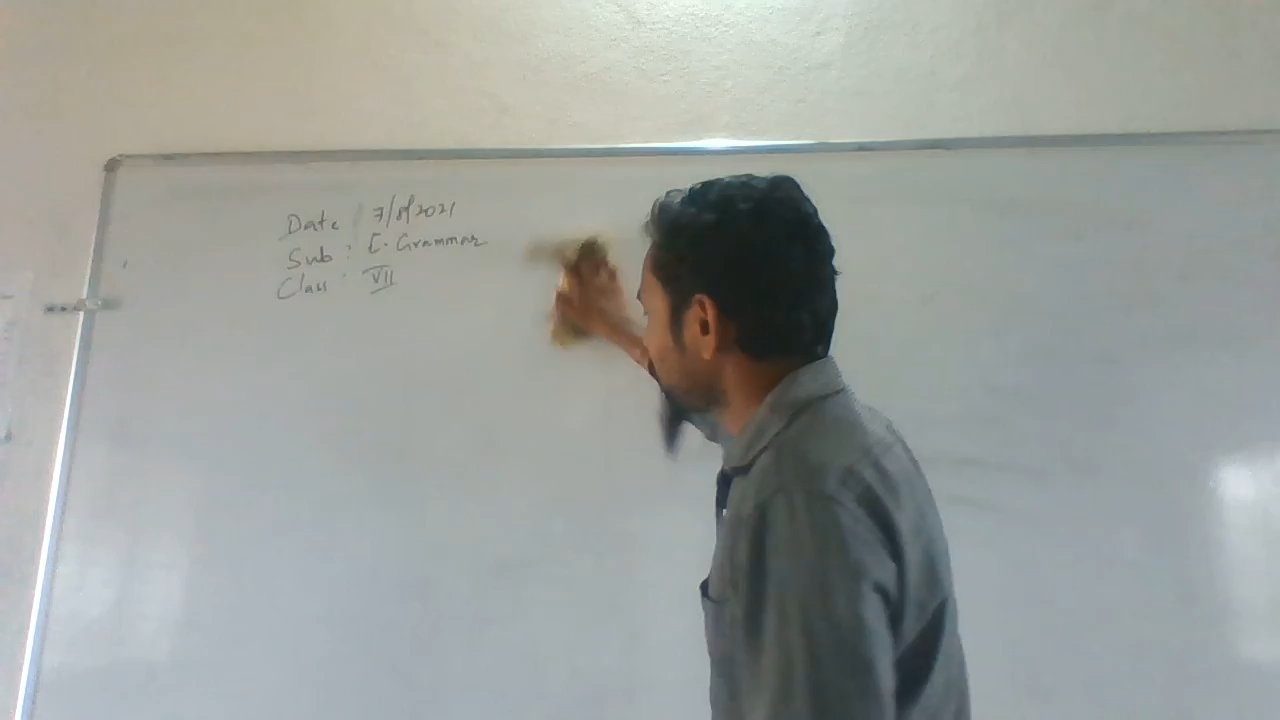 Date : 7/8/2021
Sub : E. Grammar
Class : VII